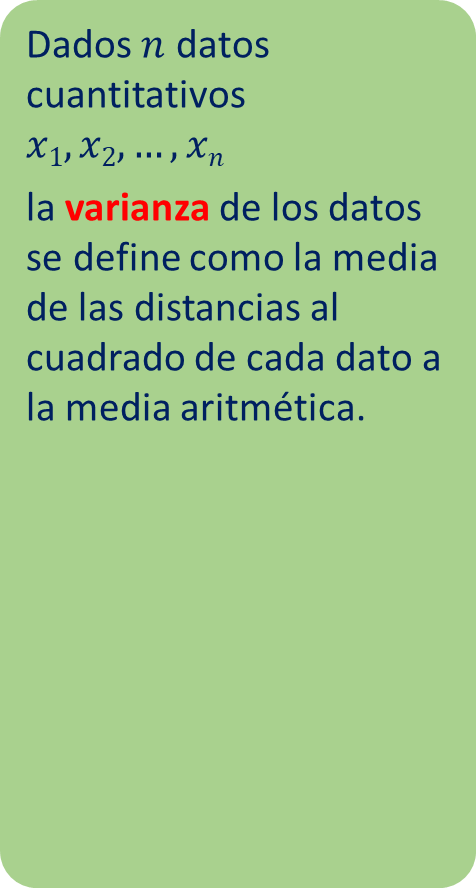 Dados 𝑛 datos
cuantitativos
𝑥₁, 𝑥₂, … , 𝑥ₙ
la varianza de los datos
se define como la media
de las distancias al
cuadrado de cada dato a
la media aritmética.